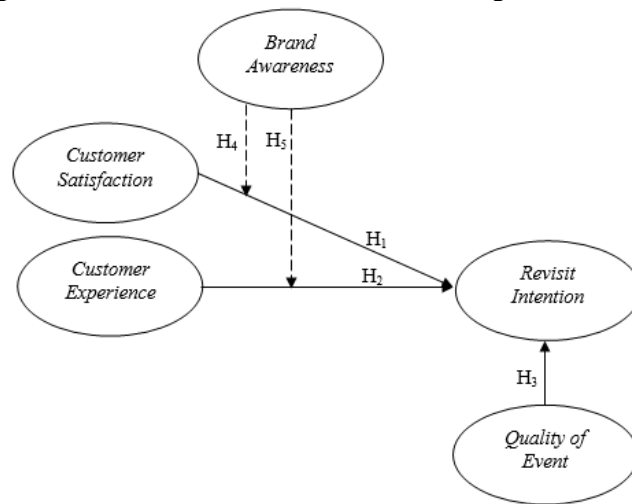 Brand
Awareness
H4
H5
Customer
Satisfaction
H1
Customer
Experience
H2
Revisit
Intention
H3
Quality of
Event